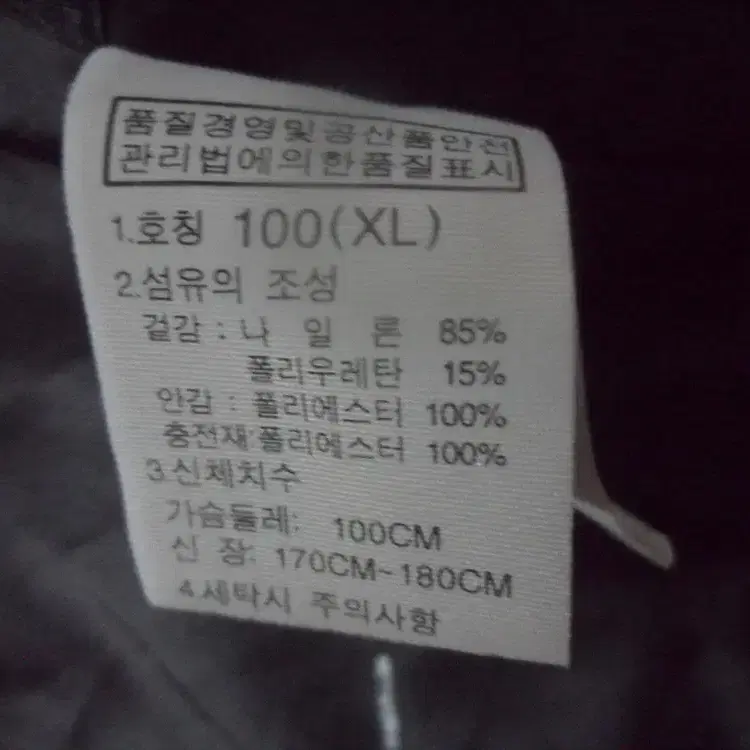 품질경영및공산품안전
관리법에의한품질표시
1.호칭 100(XL)
2.섬유의 조성
겉감 : 나 일 론 85%
폴리우레탄 15%
안감 : 폴리에스터 100%
충전재:폴리에스터 100%
3.신체치수
가슴둘레: 100CM
신 장: 170CM~180CM
4.세탁시 주의사항